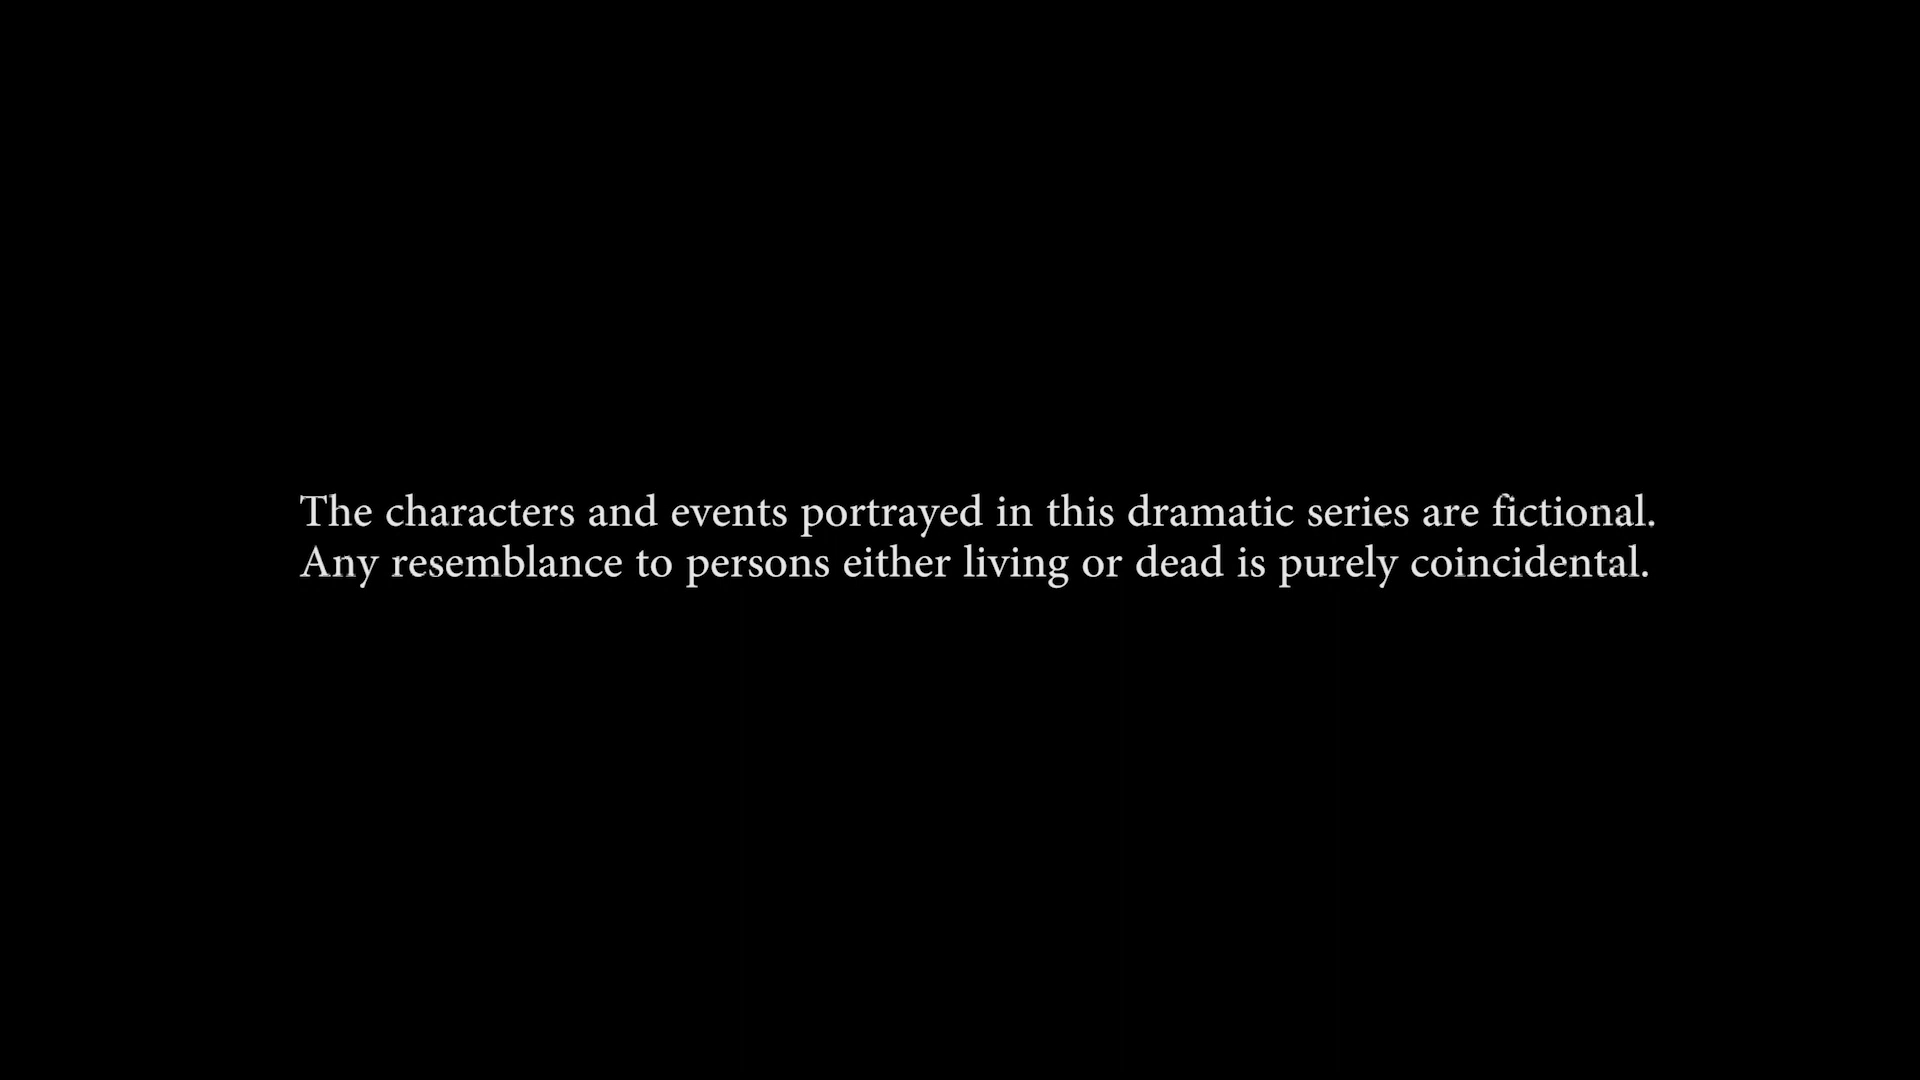 The characters and events portrayed in this dramatic series are fictional.
Any resemblance to persons either living or dead is purely coincidental.